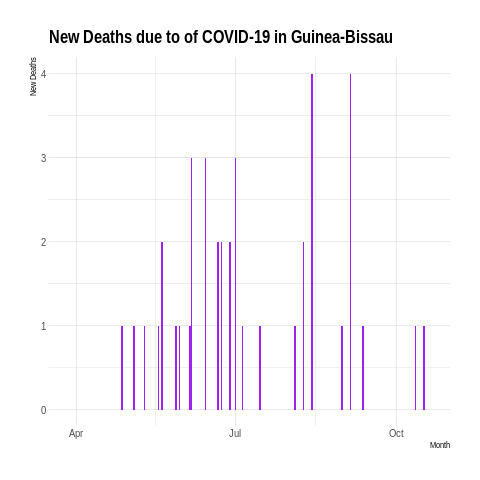 New Deaths due to of COVID-19 in Guinea-Bissau
New Deaths
4
3
2
1
0
Apr Jul Oct
Month